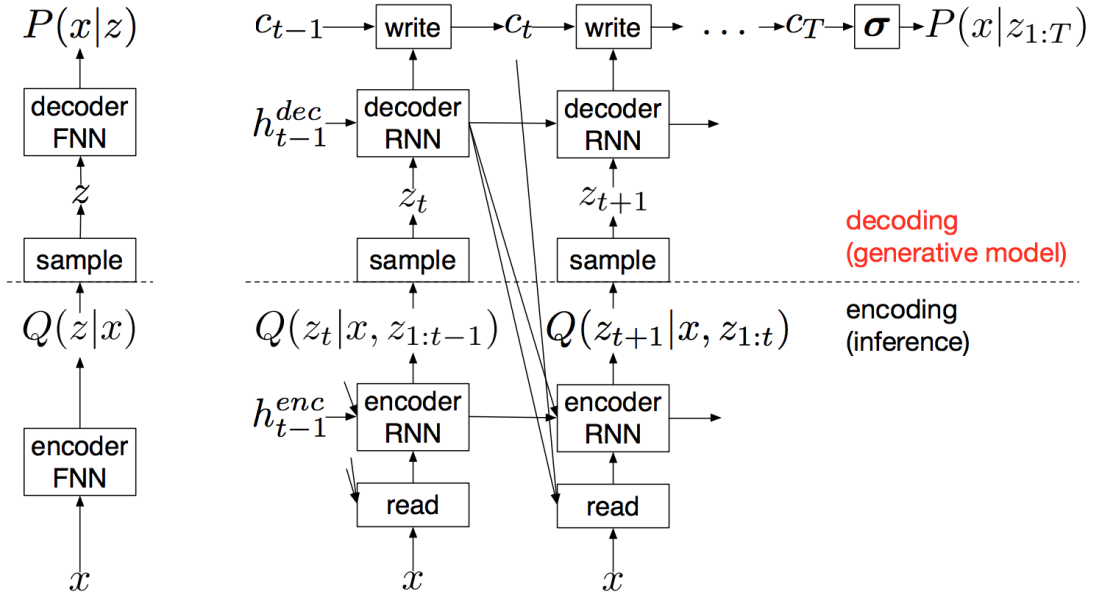 P(x|z)
decoder
FNN
z
sample
Q(z|x)
encoder
FNN
x
c_{t-1} write c_t write ... c_T σ P(x|z_{1:T})
h_{t-1}^{dec} decoder
RNN
decoder
RNN
z_t z_{t+1}
sample sample
Q(z_t|x, z_{1:t-1}) Q(z_{t+1}|x, z_{1:t})
h_{t-1}^{enc} encoder
RNN
encoder
RNN
read read
x x
decoding
(generative model)
encoding
(inference)